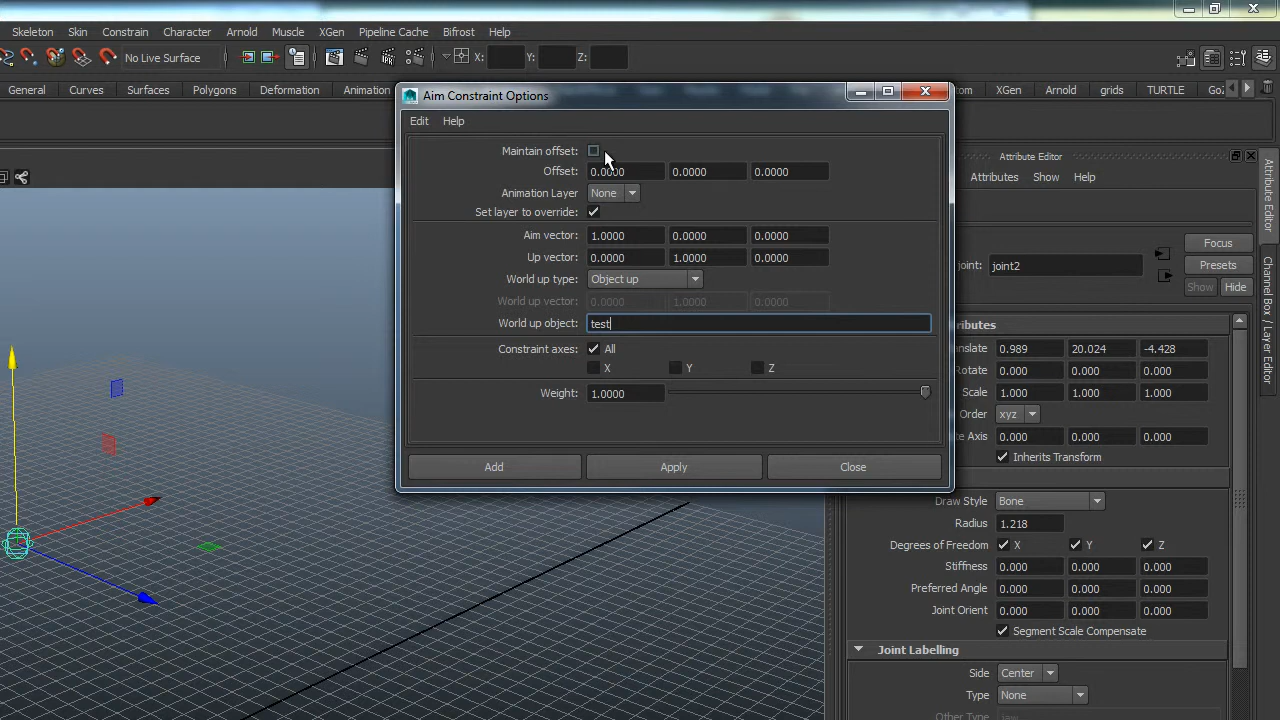 Skeleton Skin Constrain Character Arnold Muscle XGen Pipeline Cache Bifrost Help
No Live Surface X: Y: Z:
General Curves Surfaces Polygons Deformation Animation XGen Arnold grids TURTLE
Aim Constraint Options
Edit Help
Maintain offset:
Offset: 0.0000 0.0000 0.0000
Animation Layer None
Set layer to override:
Aim vector: 1.0000 0.0000 0.0000
Up vector: 0.0000 1.0000 0.0000
World up type: Object up
World up vector: 0.0000 1.0000 0.0000
World up object: test
Constraint axes: All
X Y Z
Weight: 1.0000
Add Apply Close
Attribute Editor
Attributes Show Help
Focus
joint: joint2 Presets
Show Hide
0.989 20.024 -4.428
Rotate 0.000 0.000 0.000
Scale 1.000 1.000 1.000
Order xyz
Axis 0.000 0.000 0.000
Inherits Transform
Draw Style Bone
Radius 1.218
Degrees of Freedom X Y Z
Stiffness 0.000 0.000 0.000
Preferred Angle 0.000 0.000 0.000
Joint Orient 0.000 0.000 0.000
Segment Scale Compensate
Joint Labelling
Side Center
Type None
Other Type jaw
Attribute Editor
Channel Box / Layer Editor